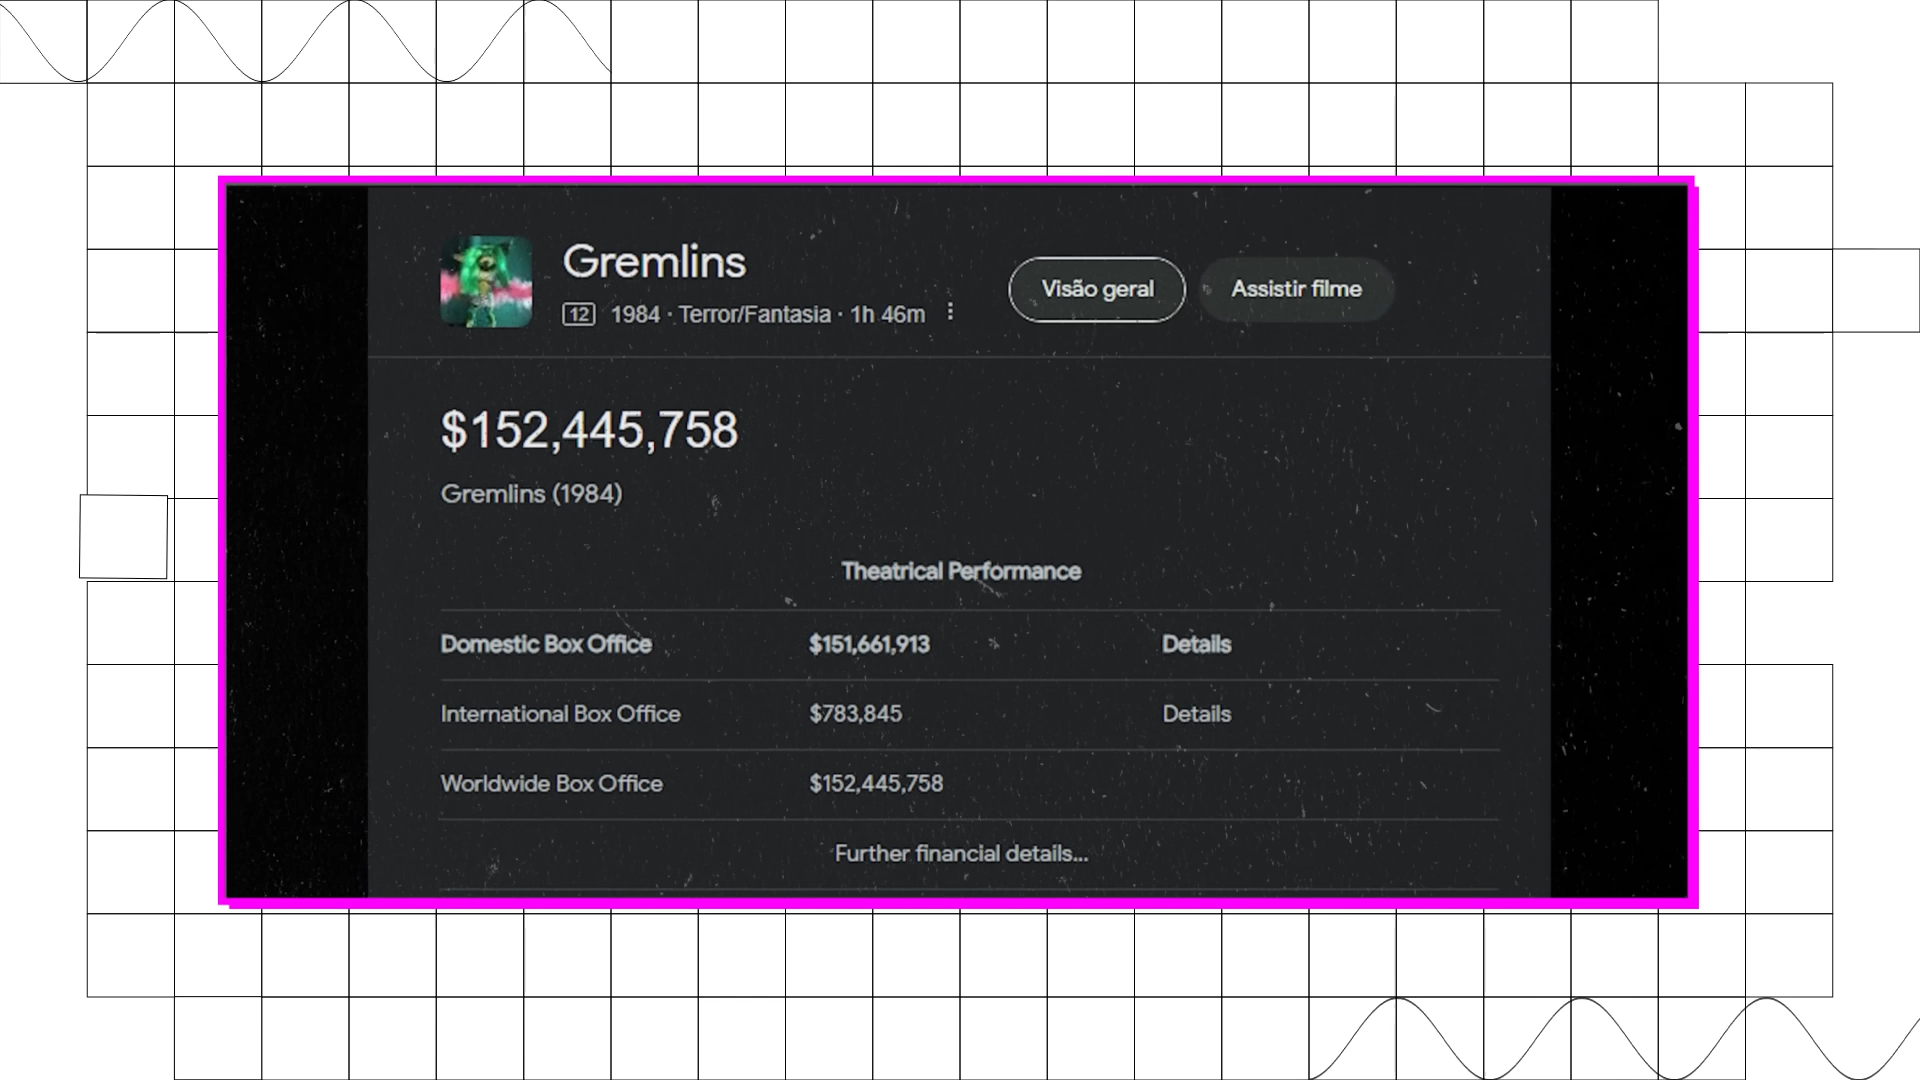 Gremlins
12 1984 · Terror/Fantasia · 1h 46m
Visão geral
Assistir filme
$152,445,758
Gremlins (1984)
Theatrical Performance
Domestic Box Office $151,661,913 Details
International Box Office $783,845 Details
Worldwide Box Office $152,445,758
Further financial details...